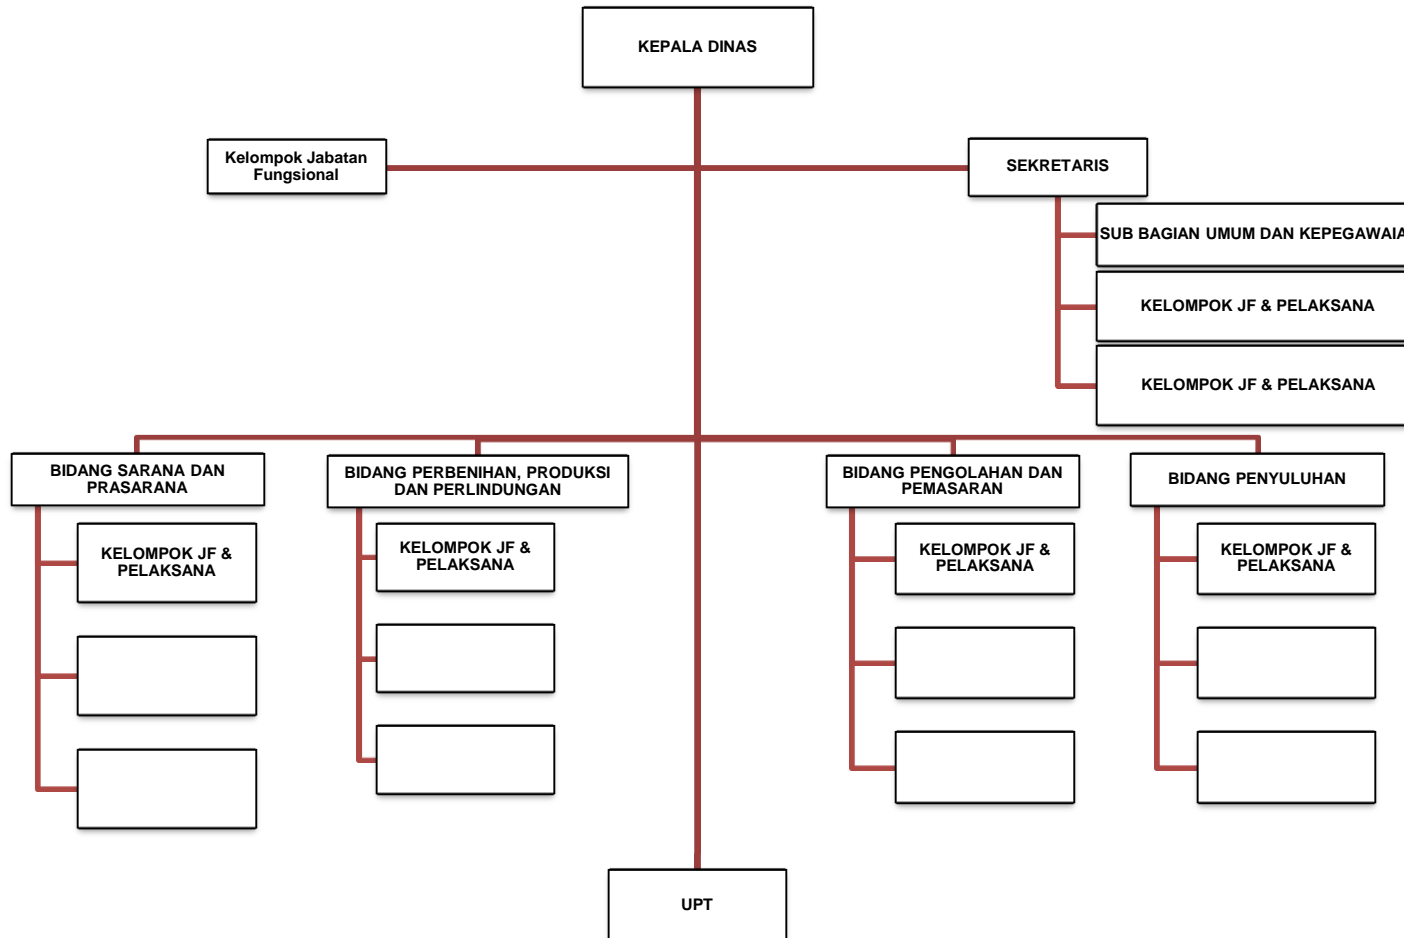 KEPALA DINAS
Kelompok Jabatan
Fungsional
SEKRETARIS
SUB BAGIAN UMUM DAN KEPEGAWAIA
KELOMPOK JF & PELAKSANA
KELOMPOK JF & PELAKSANA
BIDANG SARANA DAN
PRASARANA
BIDANG PERBENIHAN, PRODUKSI
DAN PERLINDUNGAN
BIDANG PENGOLAHAN DAN
PEMASARAN
BIDANG PENYULUHAN
KELOMPOK JF &
PELAKSANA
KELOMPOK JF &
PELAKSANA
KELOMPOK JF &
PELAKSANA
KELOMPOK JF &
PELAKSANA
UPT